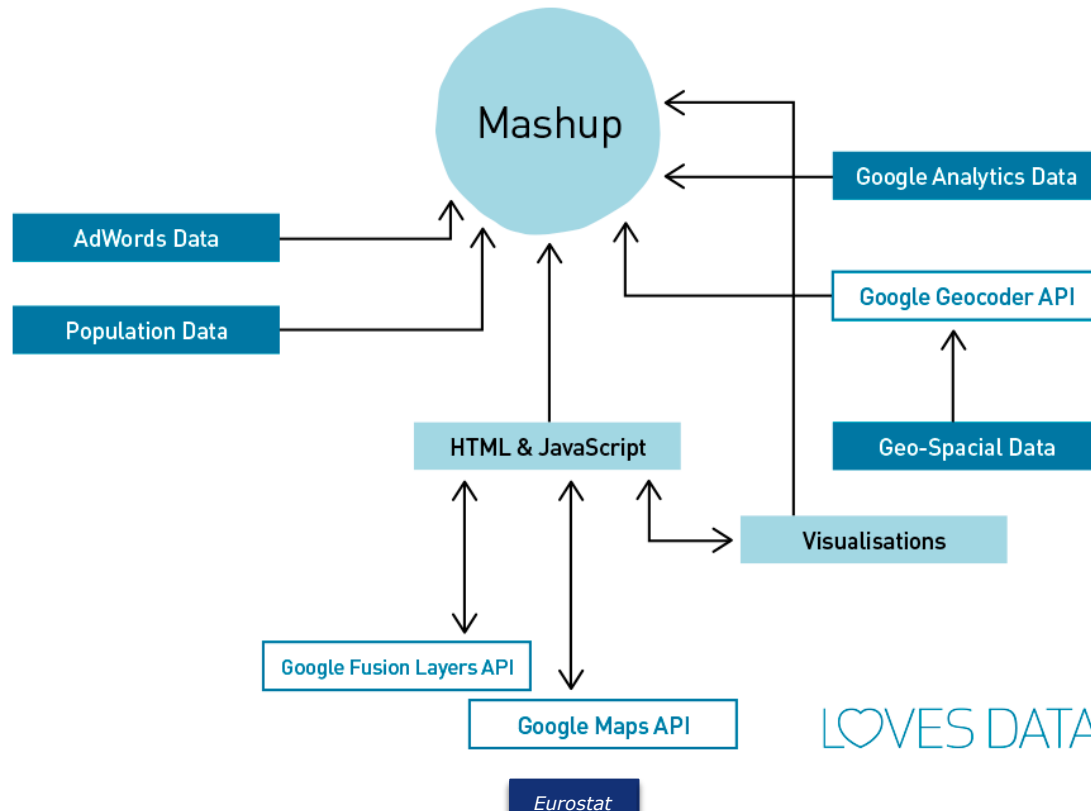 Mashup
Google Analytics Data
AdWords Data
Google Geocoder API
Population Data
HTML & JavaScript
Geo-Spacial Data
Visualisations
Google Fusion Layers API
Google Maps API
LOVES DATA
Eurostat